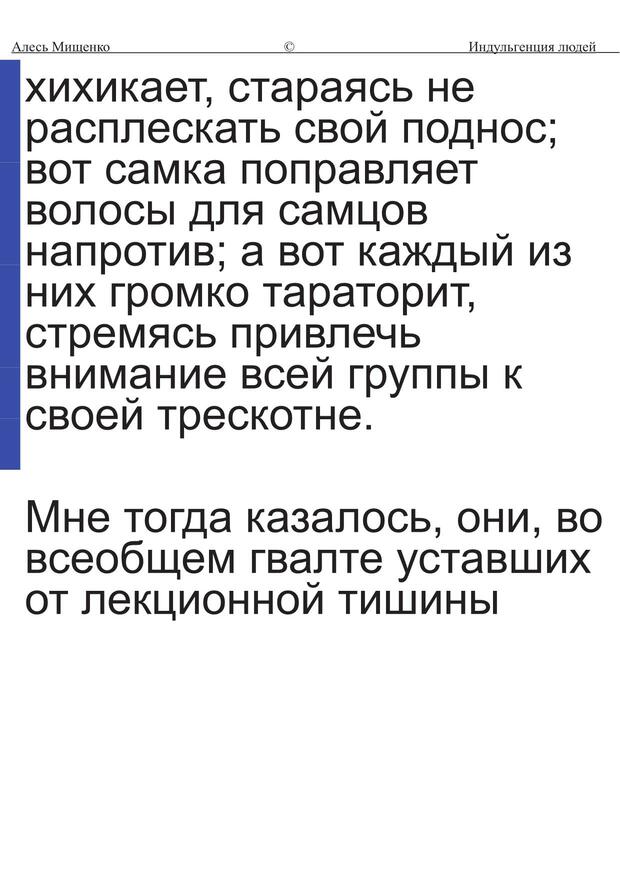 Алесь Мищенко © Индульгенция людей
хихикает, стараясь не
расплескать свой поднос;
вот самка поправляет
волосы для самцов
напротив; а вот каждый из
них громко тараторит,
стремясь привлечь
внимание всей группы к
своей трескотне.
Мне тогда казалось, они, во
всеобщем гвалте уставших
от лекционной тишины